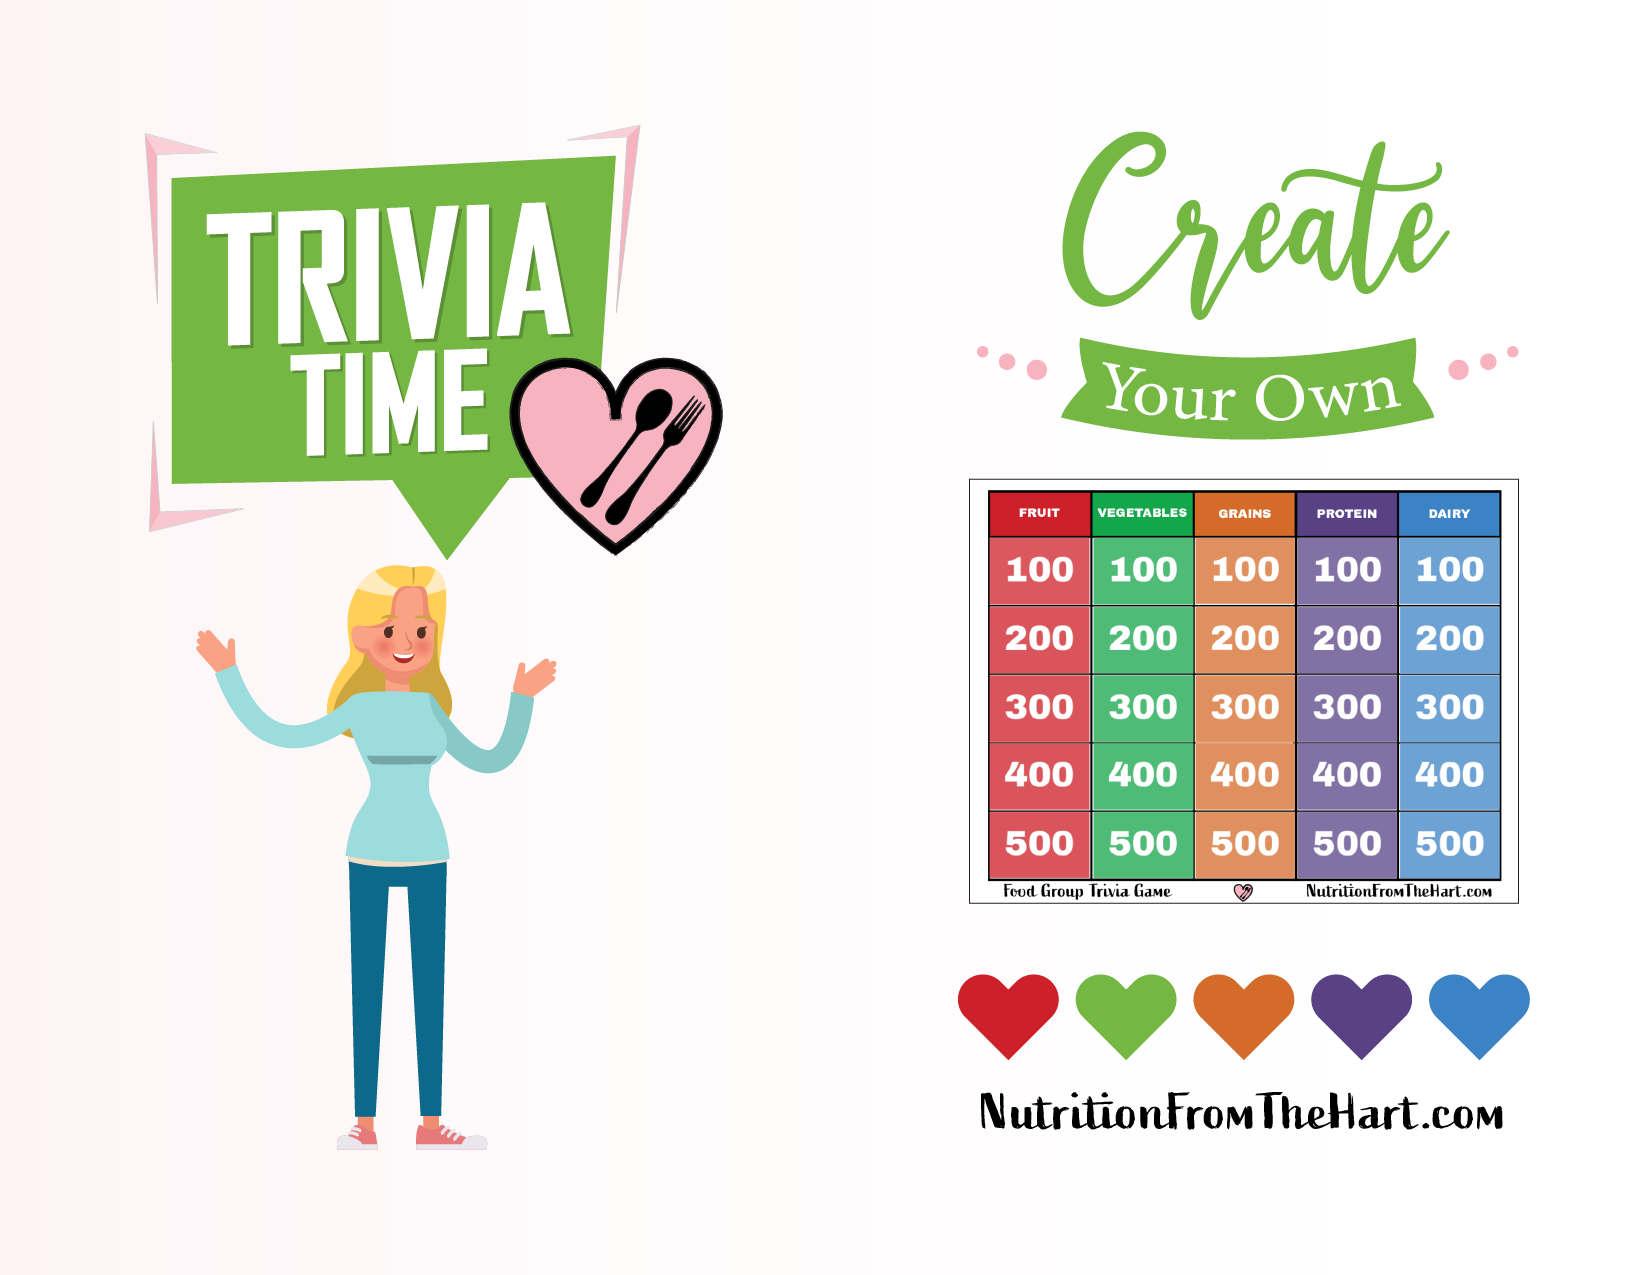 TRIVIA
TIME
Create
Your Own
FRUIT VEGETABLES GRAINS PROTEIN DAIRY
100 100 100 100 100
200 200 200 200 200
300 300 300 300 300
400 400 400 400 400
500 500 500 500 500
Food Group Trivia Game NutritionFromTheHart.com
NutritionFromTheHart.com